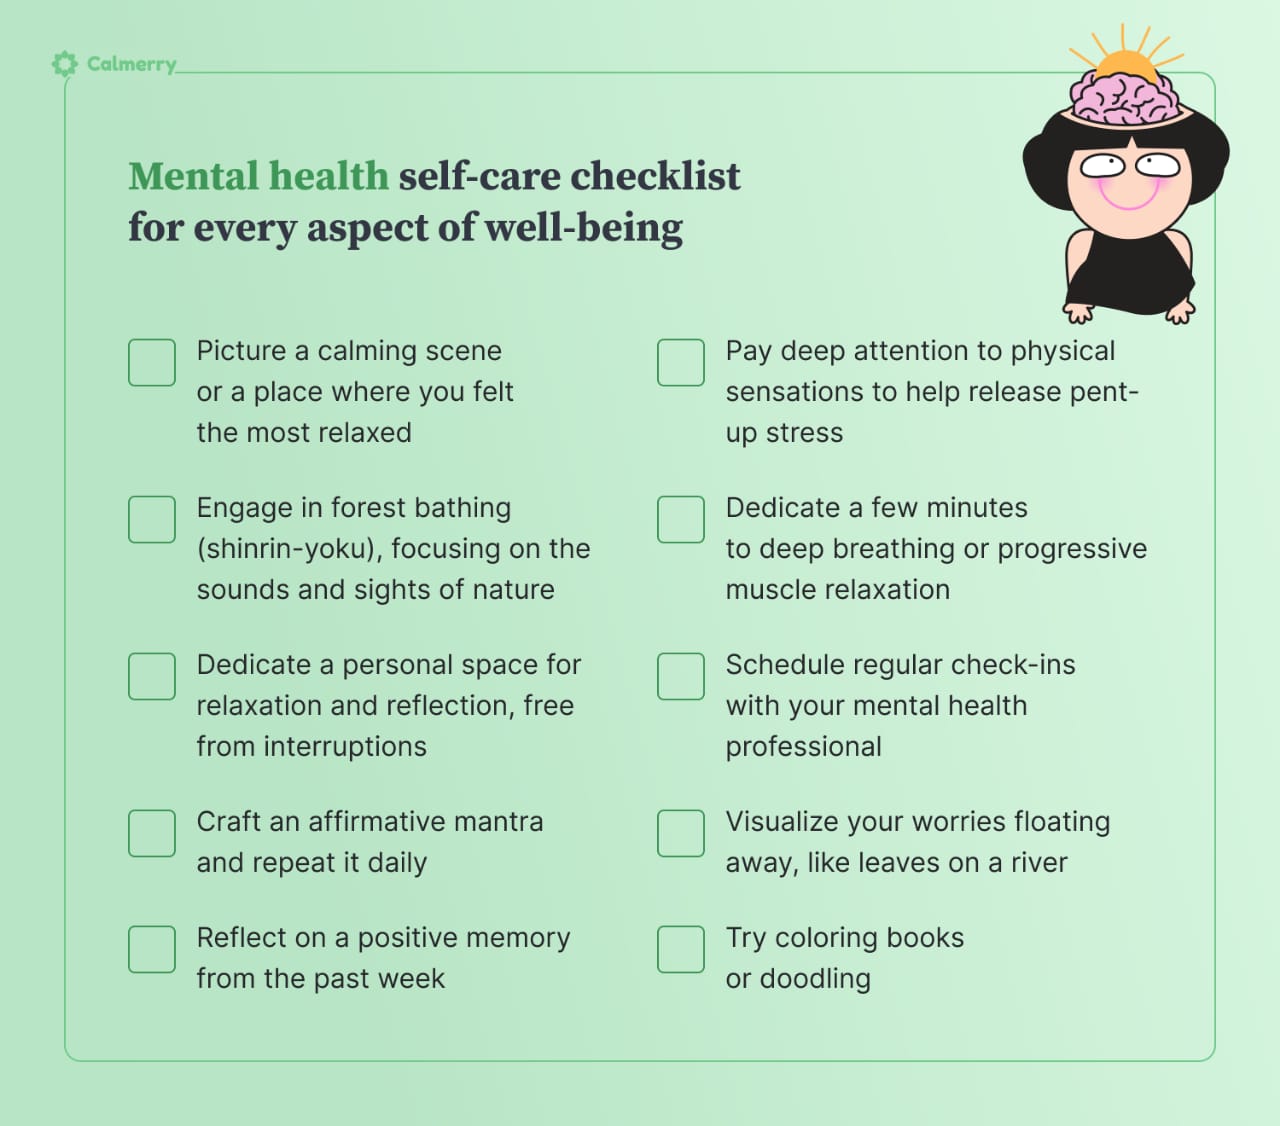 Calmerry
Mental health self-care checklist
for every aspect of well-being
Picture a calming scene
or a place where you felt
the most relaxed
Engage in forest bathing
(shinrin-yoku), focusing on the
sounds and sights of nature
Dedicate a personal space for
relaxation and reflection, free
from interruptions
Craft an affirmative mantra
and repeat it daily
Reflect on a positive memory
from the past week
Pay deep attention to physical
sensations to help release pent-
up stress
Dedicate a few minutes
to deep breathing or progressive
muscle relaxation
Schedule regular check-ins
with your mental health
professional
Visualize your worries floating
away, like leaves on a river
Try coloring books
or doodling